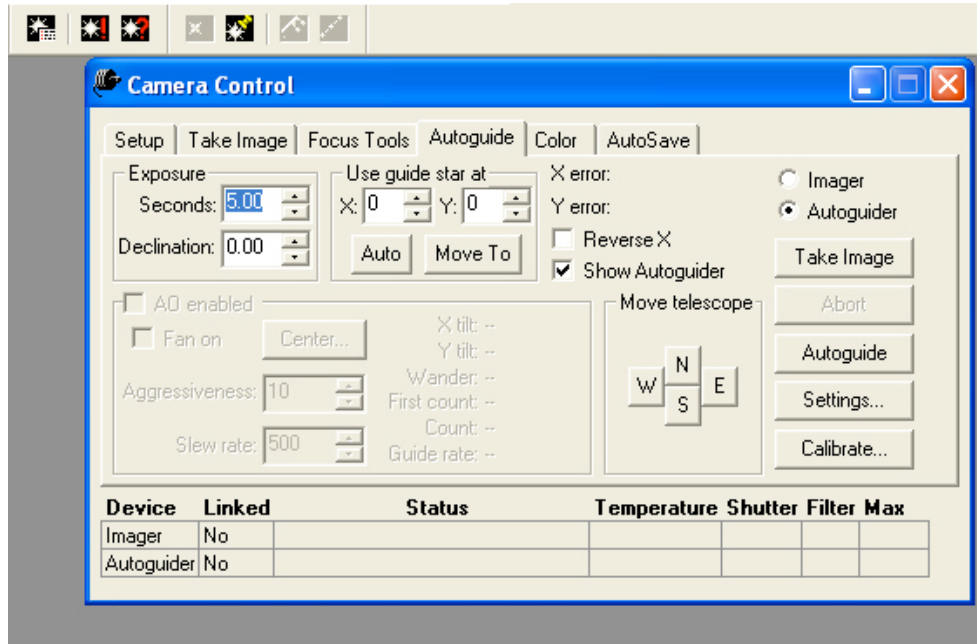 Camera Control
Setup Take Image Focus Tools Autoguide Color AutoSave
Exposure
Seconds: 5.00
Declination: 0.00
Use guide star at
X: 0 Y: 0
Auto Move To
X error:
Y error:
Reverse X
Show Autoguider
Imager
Autoguider
Take Image
Abort
Autoguide
Settings...
Calibrate...
AO enabled
Fan on Center...
Aggressiveness: 10
Slew rate: 500
X tilt: --
Y tilt: --
Wander: --
First count: --
Count: --
Guide rate: --
Move telescope
N
W E
S
Device Linked Status Temperature Shutter Filter Max
Imager No
Autoguider No